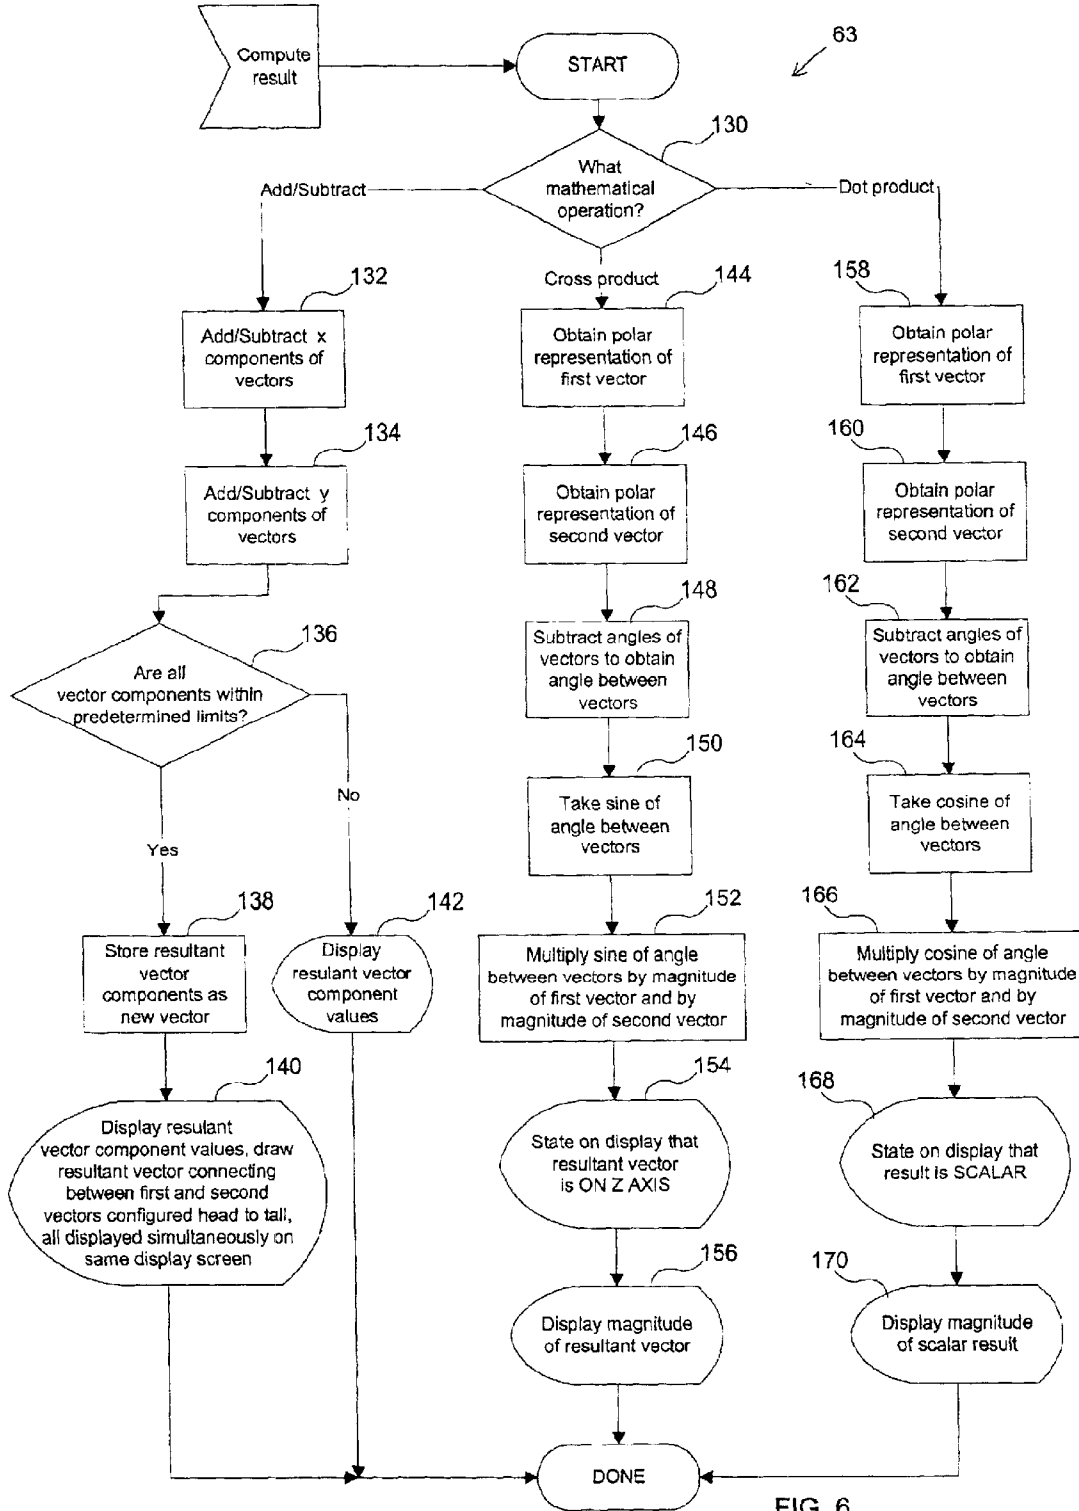 63
Compute
result
START
130
What
mathematical
operation?
Add/Subtract
Dot product
Cross product
132
Add/Subtract x
components of
vectors
134
Add/Subtract y
components of
vectors
136
Are all
vector components within
predetermined limits?
Yes
No
138
Store resultant
vector
components as
new vector
142
Display
resulant vector
component
values
140
Display resulant
vector component values, draw
resultant vector connecting
between first and second
vectors configured head to tall,
all displayed simultaneously on
same display screen
144
Obtain polar
representation of
first vector
146
Obtain polar
representation of
second vector
148
Subtract angles of
vectors to obtain
angle between
vectors
150
Take sine of
angle between
vectors
152
Multiply sine of angle
between vectors by magnitude
of first vector and by
magnitude of second vector
154
State on display that
resultant vector
is ON Z AXIS
156
Display magnitude
of resultant vector
158
Obtain polar
representation of
first vector
160
Obtain polar
representation of
second vector
162
Subtract angles of
vectors to obtain
angle between
vectors
164
Take cosine of
angle between
vectors
166
Multiply cosine of angle
between vectors by magnitude
of first vector and by
magnitude of second vector
168
State on display that
result is SCALAR
170
Display magnitude
of scalar result
DONE
FIG. 6